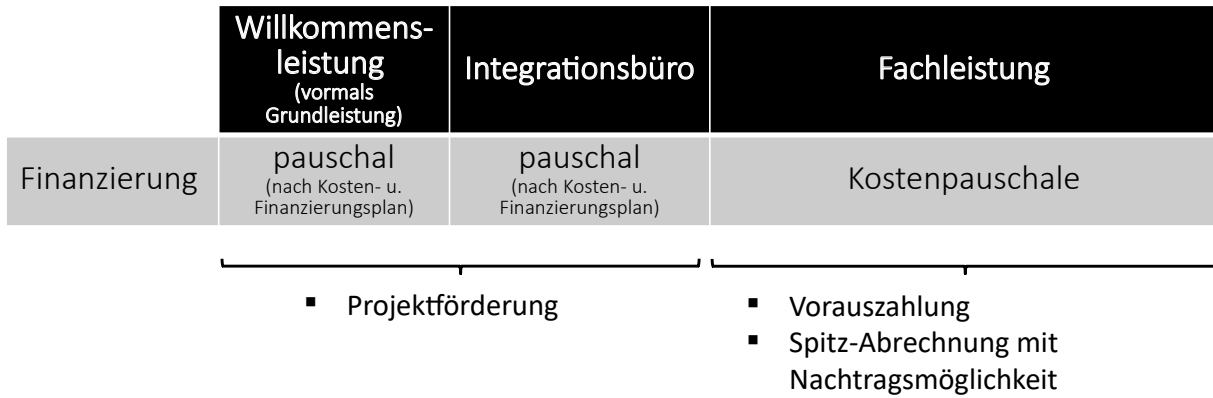 Willkommens-
leistung
(vormals
Grundleistung)
Integrationsbüro
Fachleistung
Finanzierung
pauschal
(nach Kosten- u.
Finanzierungsplan)
pauschal
(nach Kosten- u.
Finanzierungsplan)
Kostenpauschale
▪ Projektförderung
▪ Vorauszahlung
▪ Spitz-Abrechnung mit
Nachtragsmöglichkeit